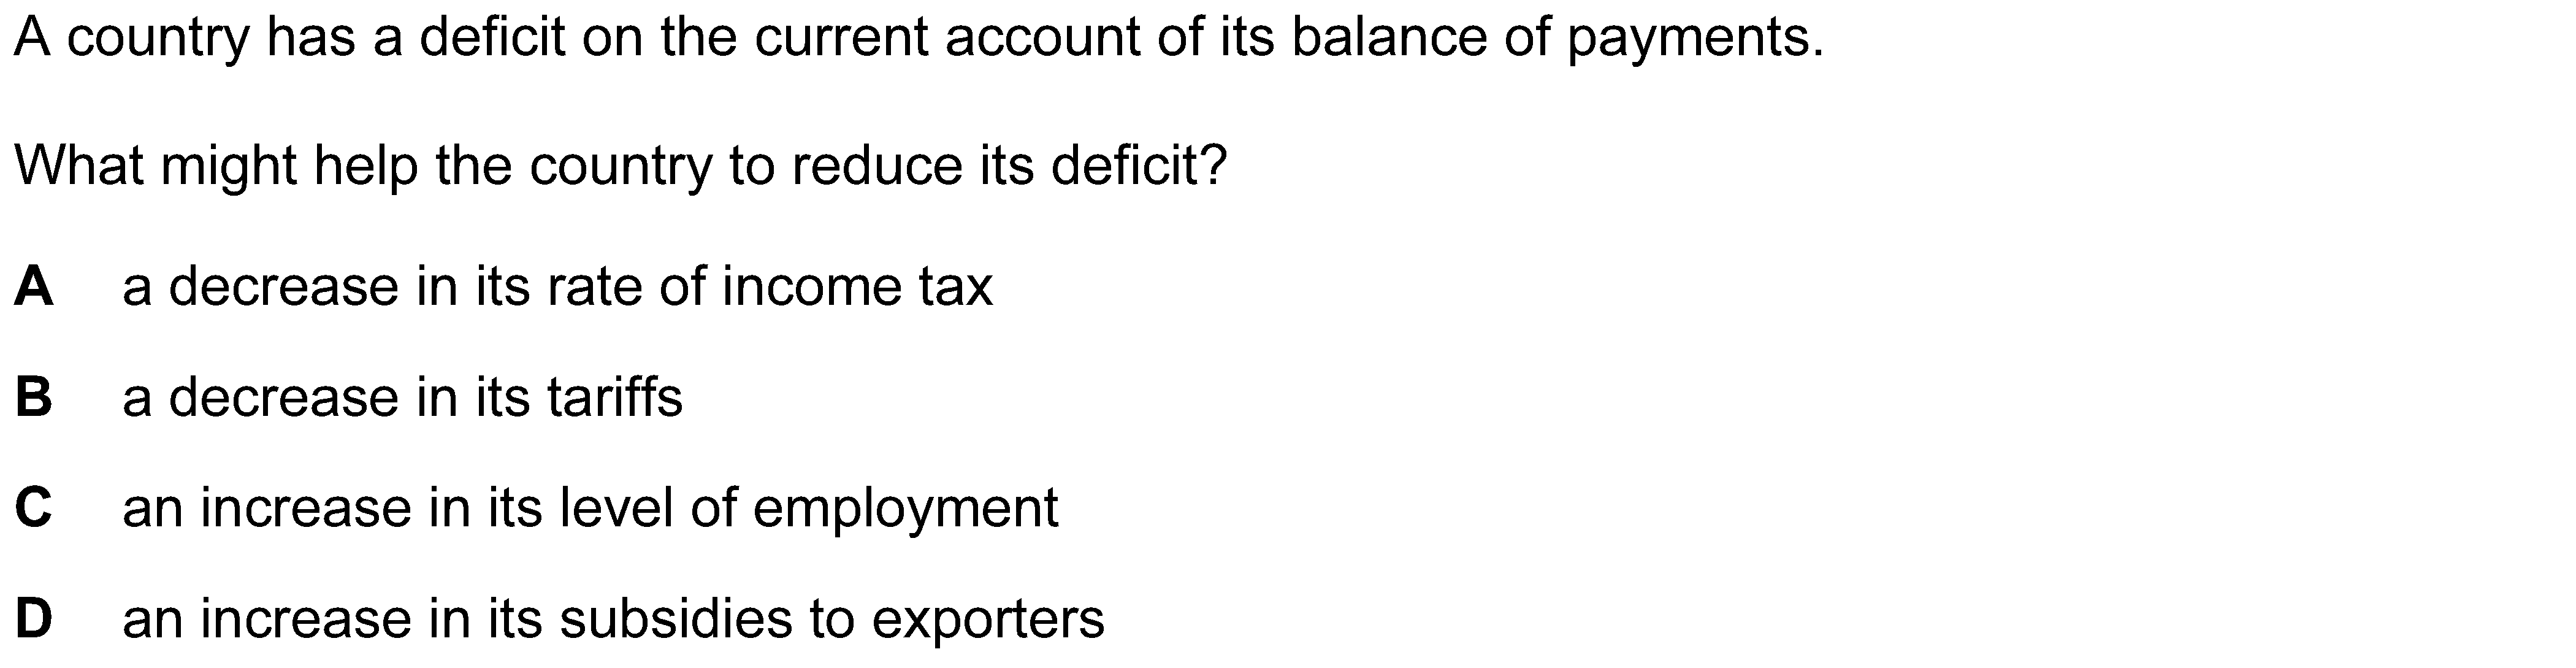 A country has a deficit on the current account of its balance of payments.
What might help the country to reduce its deficit?
A a decrease in its rate of income tax
B a decrease in its tariffs
C an increase in its level of employment
D an increase in its subsidies to exporters